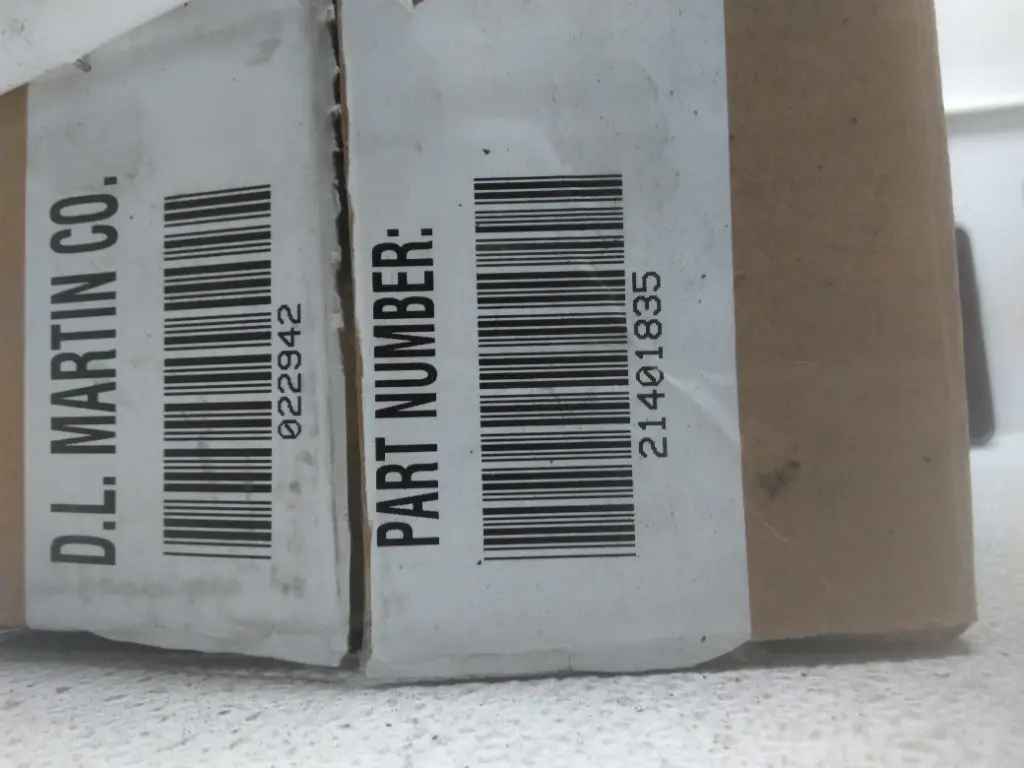 D.L. MARTIN CO.
022942
PART NUMBER:
21401835